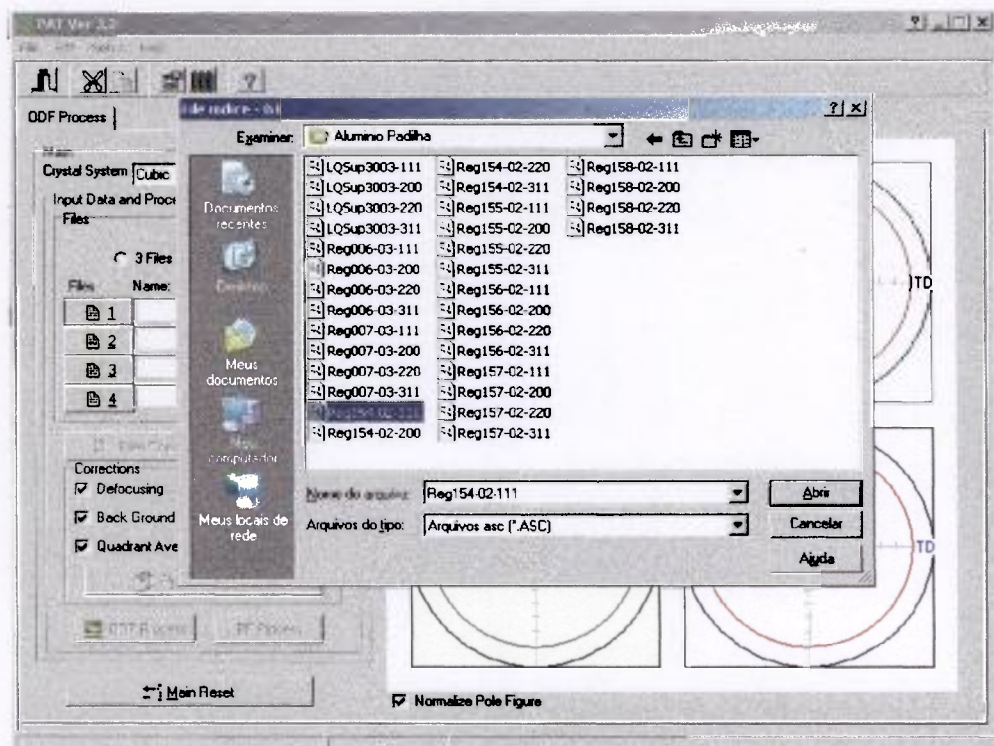 PAT Ver 3.2
?
ODF Process
Examinar: Aluminio Padilha
Crystal System Cubic
Input Data and Proce
Files
3 Files
Files Name:
1
2
3
4
Corrections
Defocusing
Back Ground
Quadrant Ave
Main Reset
Documentos recentes
Desktop
Meus documentos
Meu computador
Meus locais de rede
LQSup3003-111
LQSup3003-200
LQSup3003-220
LQSup3003-311
Reg006-03-111
Reg006-03-200
Reg006-03-220
Reg006-03-311
Reg007-03-111
Reg007-03-200
Reg007-03-220
Reg007-03-311
Reg154-02-111
Reg154-02-200
Reg154-02-220
Reg154-02-311
Reg155-02-111
Reg155-02-200
Reg155-02-220
Reg155-02-311
Reg156-02-111
Reg156-02-200
Reg156-02-220
Reg156-02-311
Reg157-02-111
Reg157-02-200
Reg157-02-220
Reg157-02-311
Reg158-02-111
Reg158-02-200
Reg158-02-220
Reg158-02-311
Nome do arquivo: Reg154-02-111
Abrir
Arquivos do tipo: Arquivos asc (*.ASC)
Cancelar
Ajuda
TD
TD
Normalize Pole Figure